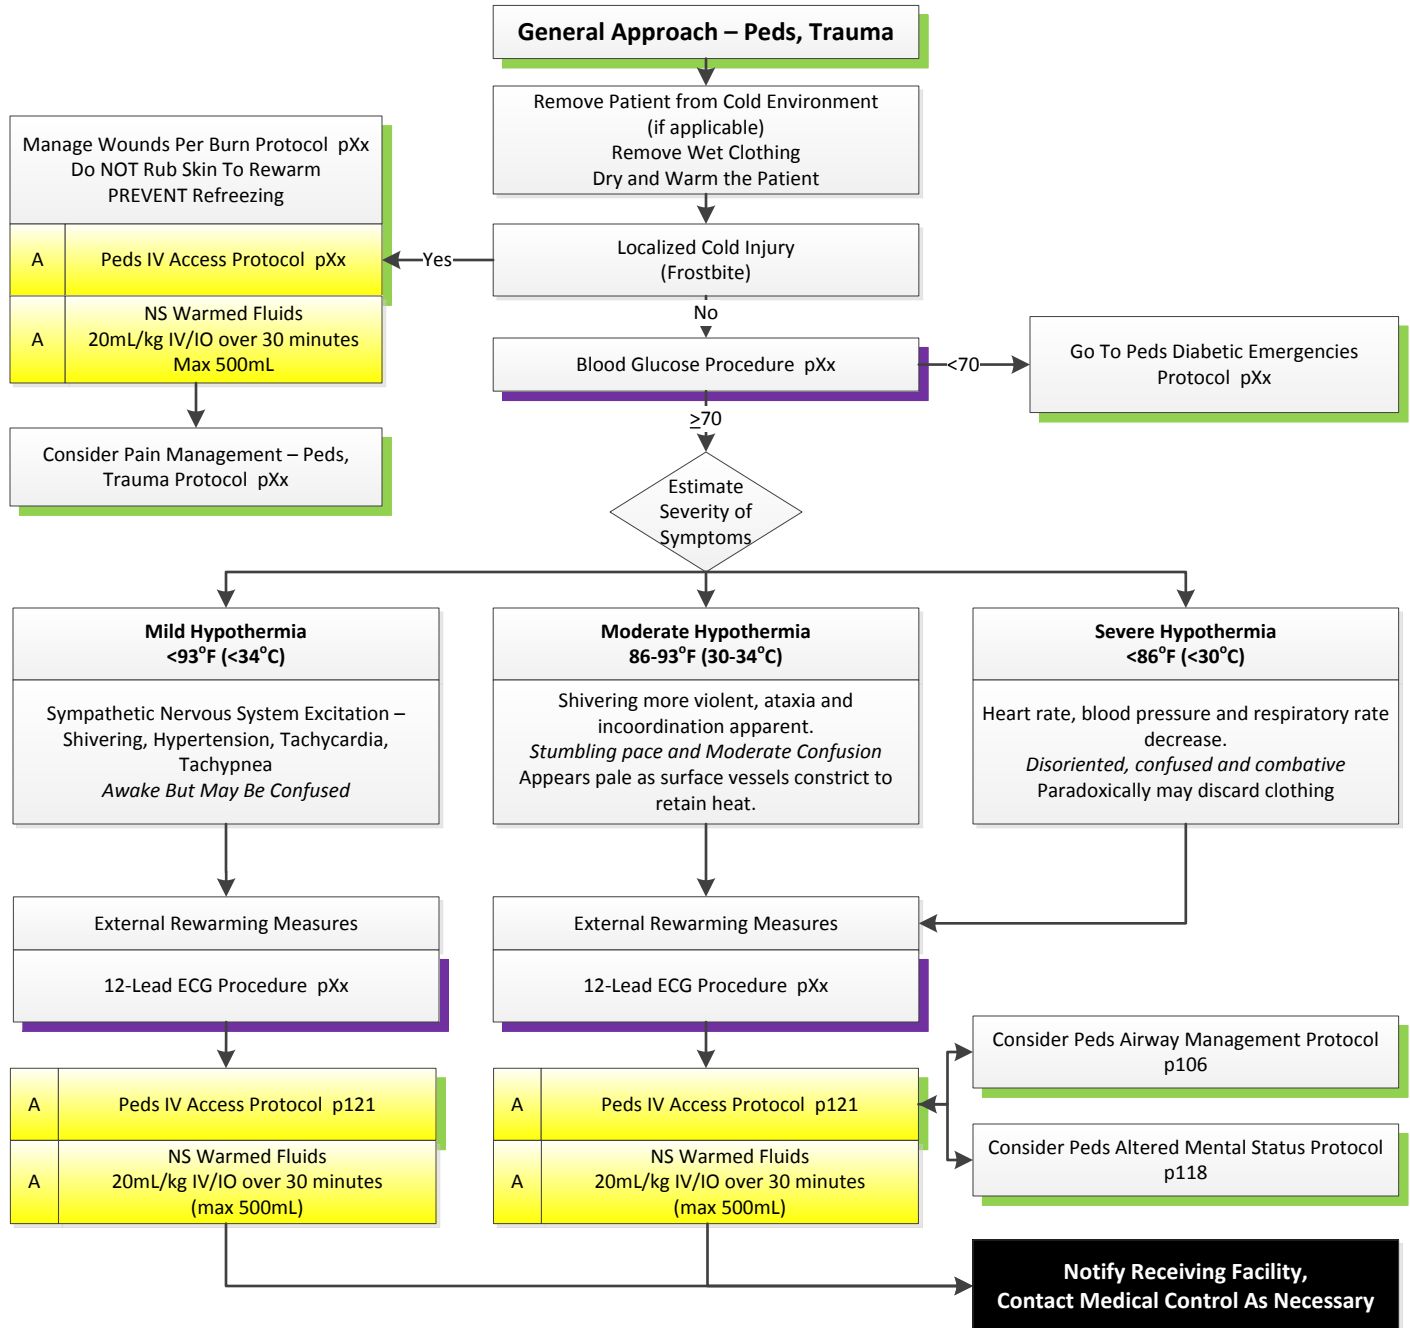 General Approach – Peds, Trauma
Remove Patient from Cold Environment
(if applicable)
Remove Wet Clothing
Dry and Warm the Patient
Manage Wounds Per Burn Protocol pXx
Do NOT Rub Skin To Rewarm
PREVENT Refreezing
A
Peds IV Access Protocol pXx
A
NS Warmed Fluids
20mL/kg IV/IO over 30 minutes
Max 500mL
Yes
Localized Cold Injury
(Frostbite)
No
Blood Glucose Procedure pXx
<70
Go To Peds Diabetic Emergencies
Protocol pXx
≥70
Consider Pain Management – Peds,
Trauma Protocol pXx
Estimate
Severity of
Symptoms
Mild Hypothermia
<93°F (<34°C)
Sympathetic Nervous System Excitation –
Shivering, Hypertension, Tachycardia,
Tachypnea
Awake But May Be Confused
Moderate Hypothermia
86-93°F (30-34°C)
Shivering more violent, ataxia and
incoordination apparent.
Stumbling pace and Moderate Confusion
Appears pale as surface vessels constrict to
retain heat.
Severe Hypothermia
<86°F (<30°C)
Heart rate, blood pressure and respiratory rate
decrease.
Disoriented, confused and combative
Paradoxically may discard clothing
External Rewarming Measures
12-Lead ECG Procedure pXx
External Rewarming Measures
12-Lead ECG Procedure pXx
A
Peds IV Access Protocol p121
A
NS Warmed Fluids
20mL/kg IV/IO over 30 minutes
(max 500mL)
A
Peds IV Access Protocol p121
A
NS Warmed Fluids
20mL/kg IV/IO over 30 minutes
(max 500mL)
Consider Peds Airway Management Protocol
p106
Consider Peds Altered Mental Status Protocol
p118
Notify Receiving Facility,
Contact Medical Control As Necessary